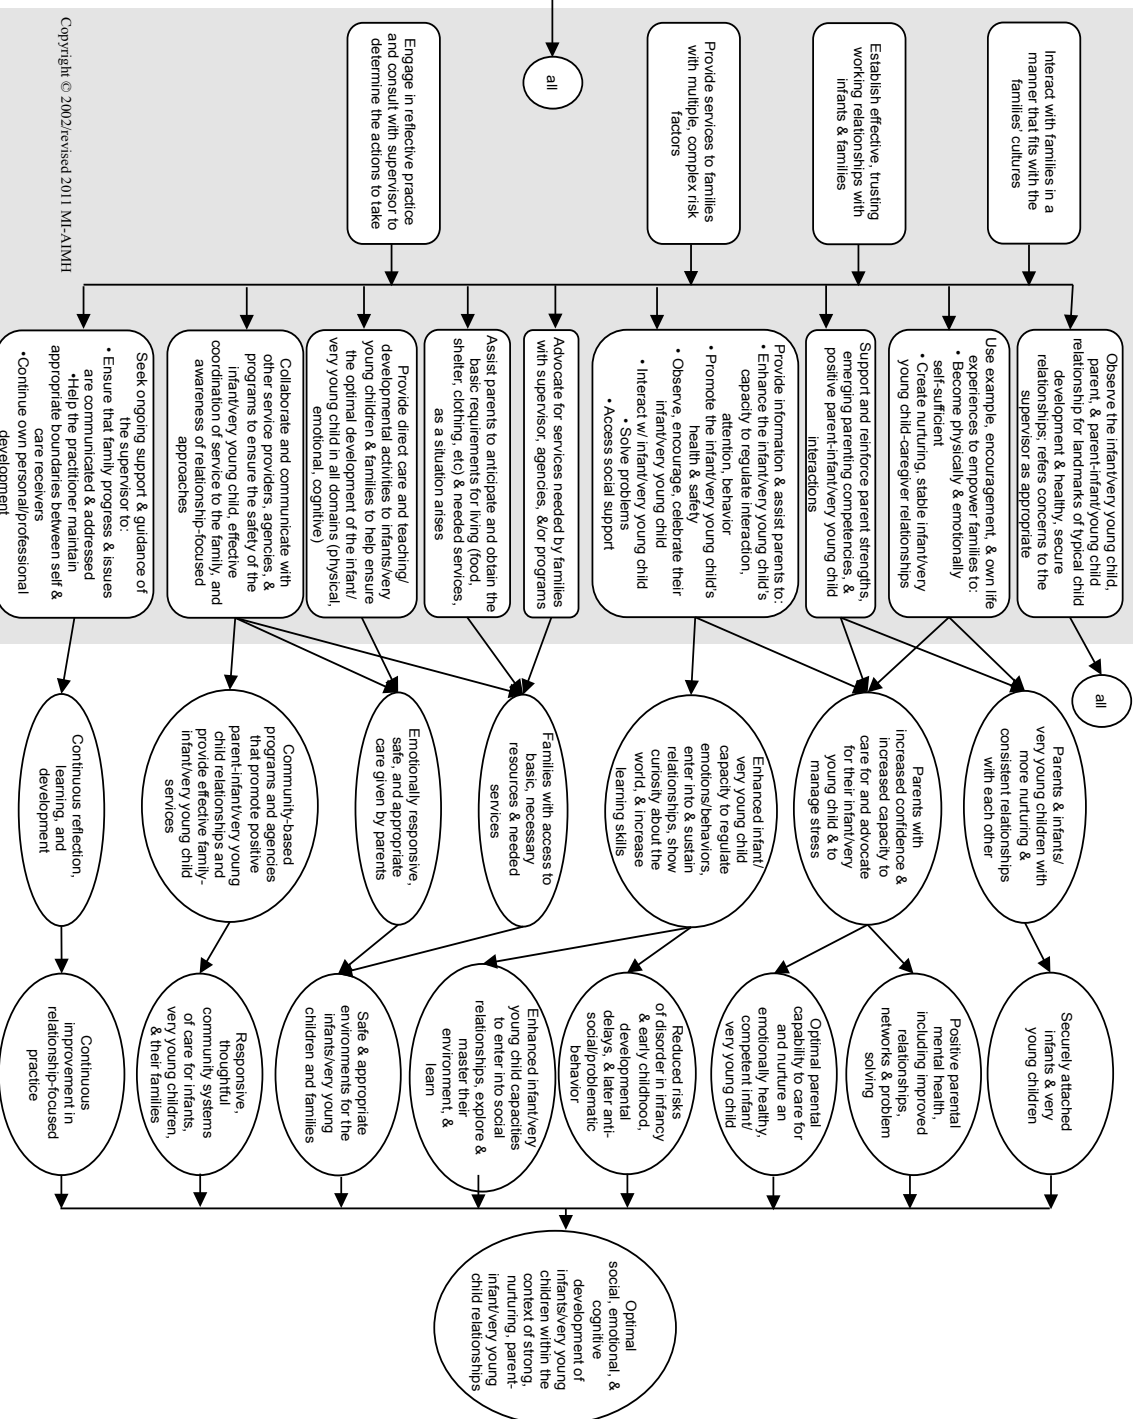 Interact with families in a
manner that fits with the
families' cultures
Establish effective, trusting
working relationships with
infants & families
Provide services to families
with multiple, complex risk
factors
all
Engage in reflective practice
and consult with supervisor to
determine the actions to take
Copyright © 2002/revised 2011 MI-AIMH
Observe the infant/very young child,
parent, & parent-infant/young child
relationship for landmarks of typical child
development & healthy, secure
relationships; refers concerns to the
supervisor as appropriate
Use example, encouragement, & own life
experiences to empower families to:
• Become physically & emotionally
self-sufficient
• Create nurturing, stable infant/very
young child-caregiver relationships
Support and reinforce parent strengths,
emerging parenting competencies, &
positive parent-infant/very young child
interactions
Provide information & assist parents to:
• Enhance the infant/very young child's
capacity to regulate interaction,
attention, behavior
• Promote the infant/very young child's
health & safety
• Observe, encourage, celebrate their
infant/very young child
• Interact w/ infant/very young child
• Solve problems
• Access social support
Advocate for services needed by families
with supervisor, agencies, &/or programs
Assist parents to anticipate and obtain the
basic requirements for living (food,
shelter, clothing, etc) & needed services,
as a situation arises
Provide direct care and teaching/
developmental activities to infants/very
young children & families to help ensure
the optimal development of the infant/
very young child in all domains (physical,
emotional, cognitive)
Collaborate and communicate with
other service providers, agencies, &
programs to ensure the safety of the
infant/very young child, effective
coordination of service to the family, and
awareness of relationship-focused
approaches
Seek ongoing support & guidance of
the supervisor to:
• Ensure that family progress & issues
are communicated & addressed
•Help the practitioner maintain
appropriate boundaries between self &
care receivers
•Continue own personal/professional
development
all
Parents & infants/
very young children with
more nurturing &
consistent relationships
with each other
Parents with
increased confidence &
increased capacity to
care for and advocate
for their infant/very
young child & to
manage stress
Enhanced infant/
very young child
capacity to regulate
emotions/behaviors,
enter into & sustain
relationships, show
curiosity about the
world, & increase
learning skills
Families with access to
basic, necessary
resources & needed
services
Emotionally responsive,
safe, and appropriate
care given by parents
Community-based
programs and agencies
that promote positive
parent-infant/very young
child relationships and
provide effective family-
infant/very young child
services
Continuous reflection,
learning, and
development
Securely attached
infants & very
young children
Positive parental
mental health,
including improved
relationships,
networks & problem
solving
Optimal parental
capability to care for
and nurture an
emotionally healthy,
competent infant/
very young child
Reduced risks
of disorder in infancy
& early childhood,
developmental
delays, & later anti-
social/problematic
behavior
Enhanced infant/very
young child capacities
to enter into social
relationships, explore &
master their
environment, &
learn
Safe & appropriate
environments for the
infants/very young
children and families
Responsive,
thoughtful
community systems
of care for infants,
very young children,
& their families
Continuous
improvement in
relationship-focused
practice
Optimal
social, emotional, &
cognitive
development of
infants/very young
children within the
context of strong,
nurturing, parent-
infant/very young
child relationships